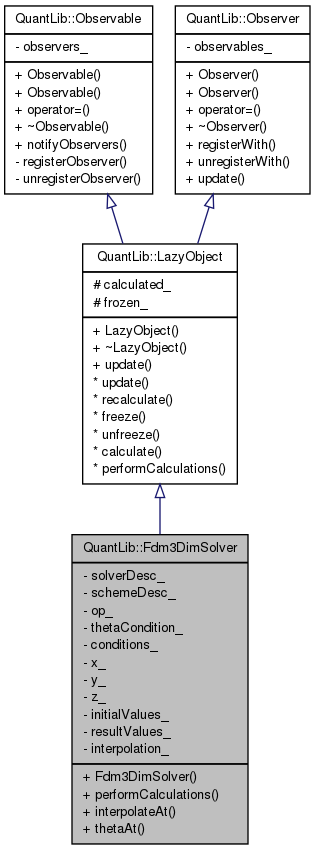 QuantLib::Observable
- observers_
+ Observable()
+ Observable()
+ operator=()
+ ~Observable()
+ notifyObservers()
- registerObserver()
- unregisterObserver()
QuantLib::Observer
- observables_
+ Observer()
+ Observer()
+ operator=()
+ ~Observer()
+ registerWith()
+ unregisterWith()
+ update()
QuantLib::LazyObject
# calculated_
# frozen_
+ LazyObject()
+ ~LazyObject()
+ update()
* update()
* recalculate()
* freeze()
* unfreeze()
* calculate()
* performCalculations()
QuantLib::Fdm3DimSolver
- solverDesc_
- schemeDesc_
- op_
- thetaCondition_
- conditions_
- x_
- y_
- z_
- initialValues_
- resultValues_
- interpolation_
+ Fdm3DimSolver()
+ performCalculations()
+ interpolateAt()
+ thetaAt()